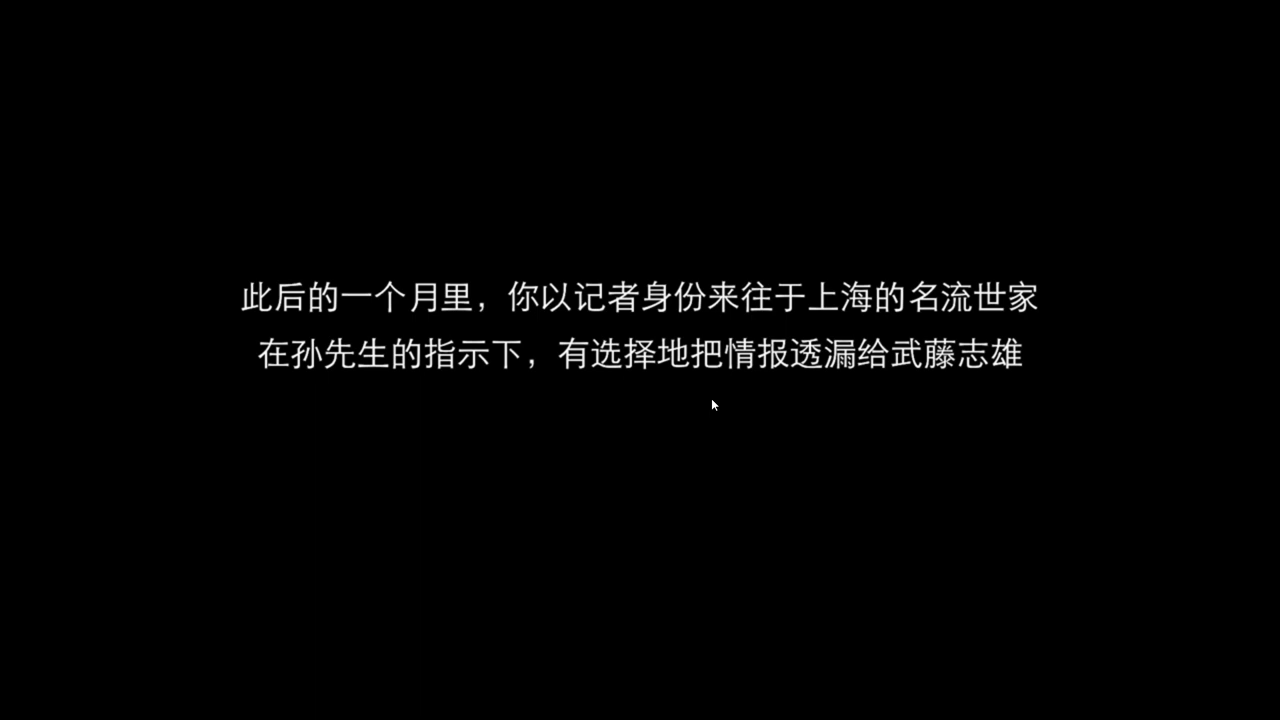 此后的一个月里，你以记者身份来往于上海的名流世家
在孙先生的指示下，有选择地把情报透漏给武藤志雄